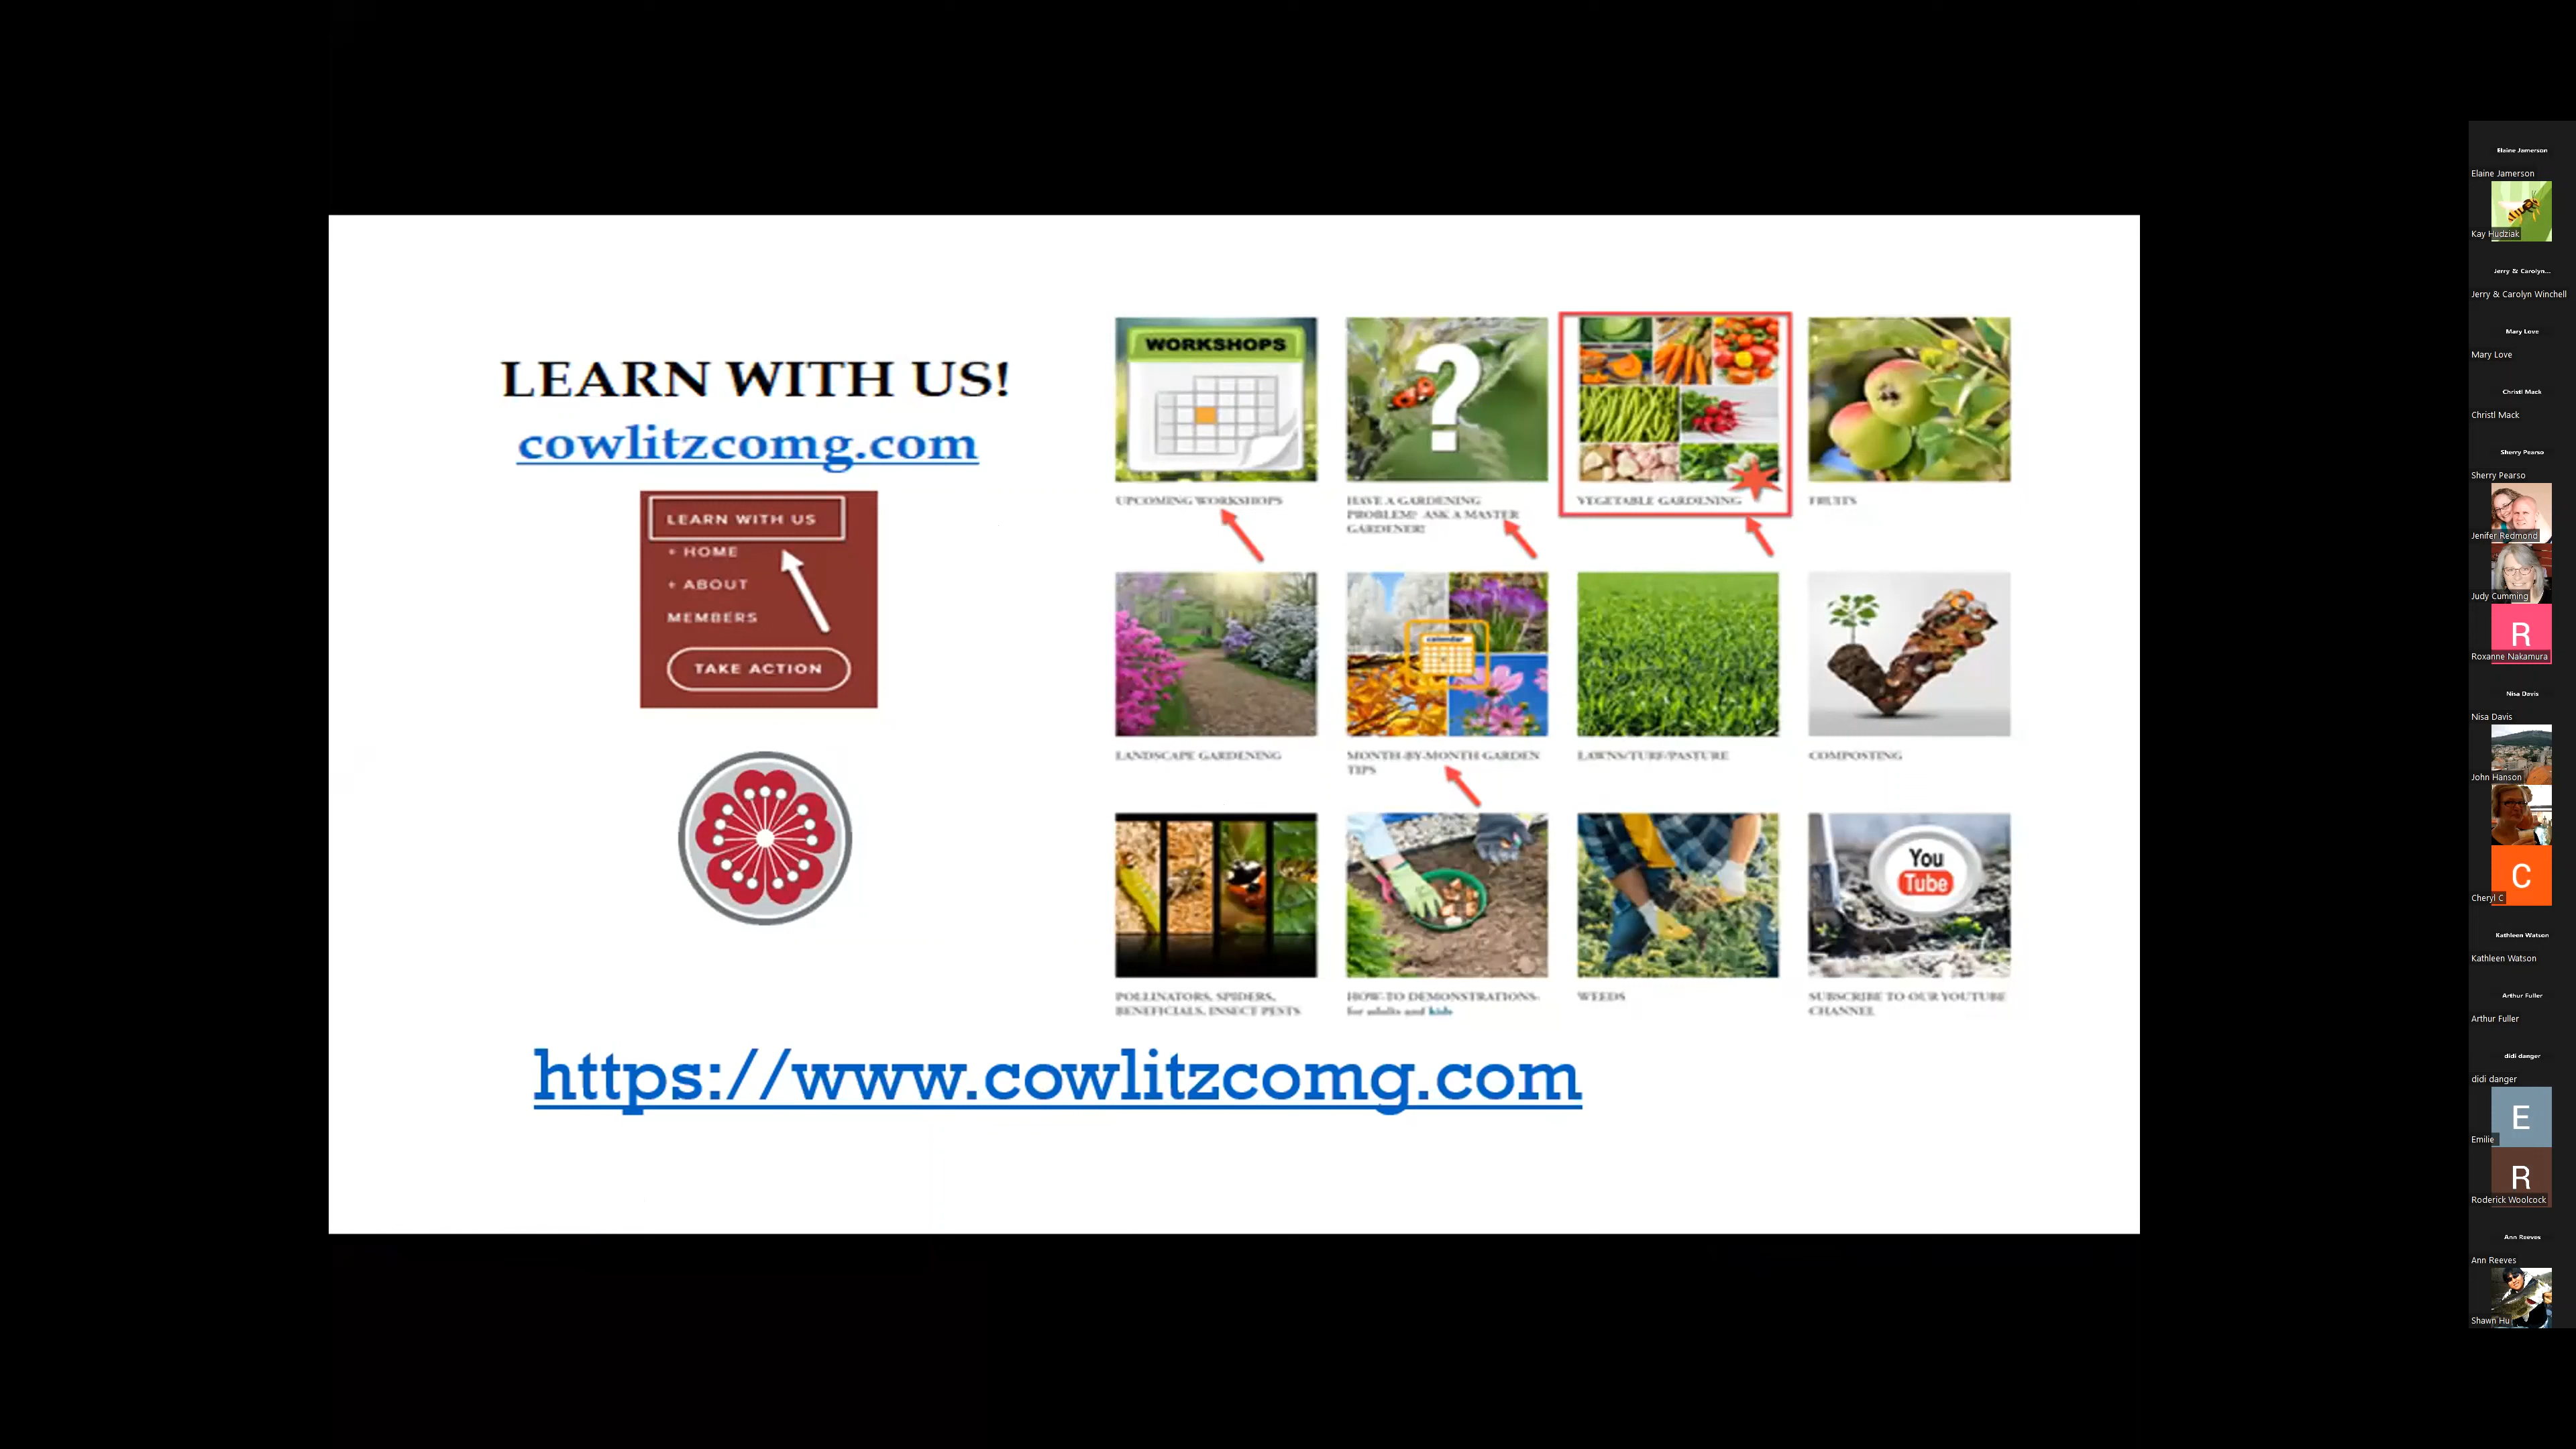 LEARN WITH US!
cowlitzcomg.com
LEARN WITH US
+ HOME
+ ABOUT
MEMBERS
TAKE ACTION
WORKSHOPS
UPCOMING WORKSHOPS
?
HAVE A GARDENING
PROBLEM? ASK A MASTER
GARDENER!
VEGETABLE GARDENING
FRUITS
LANDSCAPE GARDENING
calendar
MONTH-BY-MONTH GARDEN
TIPS
LAWNS/TURF/PASTURE
COMPOSTING
POLLINATORS, SPIDERS,
BENEFICIALS, INSECT PESTS
HOW-TO DEMONSTRATIONS-
for adults and kids
WEEDS
You
Tube
SUBSCRIBE TO OUR YOUTUBE
CHANNEL
https://www.cowlitzcomg.com
Elaine Jamerson
Elaine Jamerson
Kay Hudziak
Jerry & Carolyn...
Jerry & Carolyn Winchell
Mary Love
Mary Love
Christl Mack
Christl Mack
Sherry Pearso
Sherry Pearso
Jenifer Redmond
Judy Cumming
R
Roxanne Nakamura
Nisa Davis
Nisa Davis
John Hanson
C
Cheryl C
Kathleen Watson
Kathleen Watson
Arthur Fuller
Arthur Fuller
didi danger
didi danger
E
Emilie
R
Roderick Woolcock
Ann Reeves
Ann Reeves
Shawn Hu